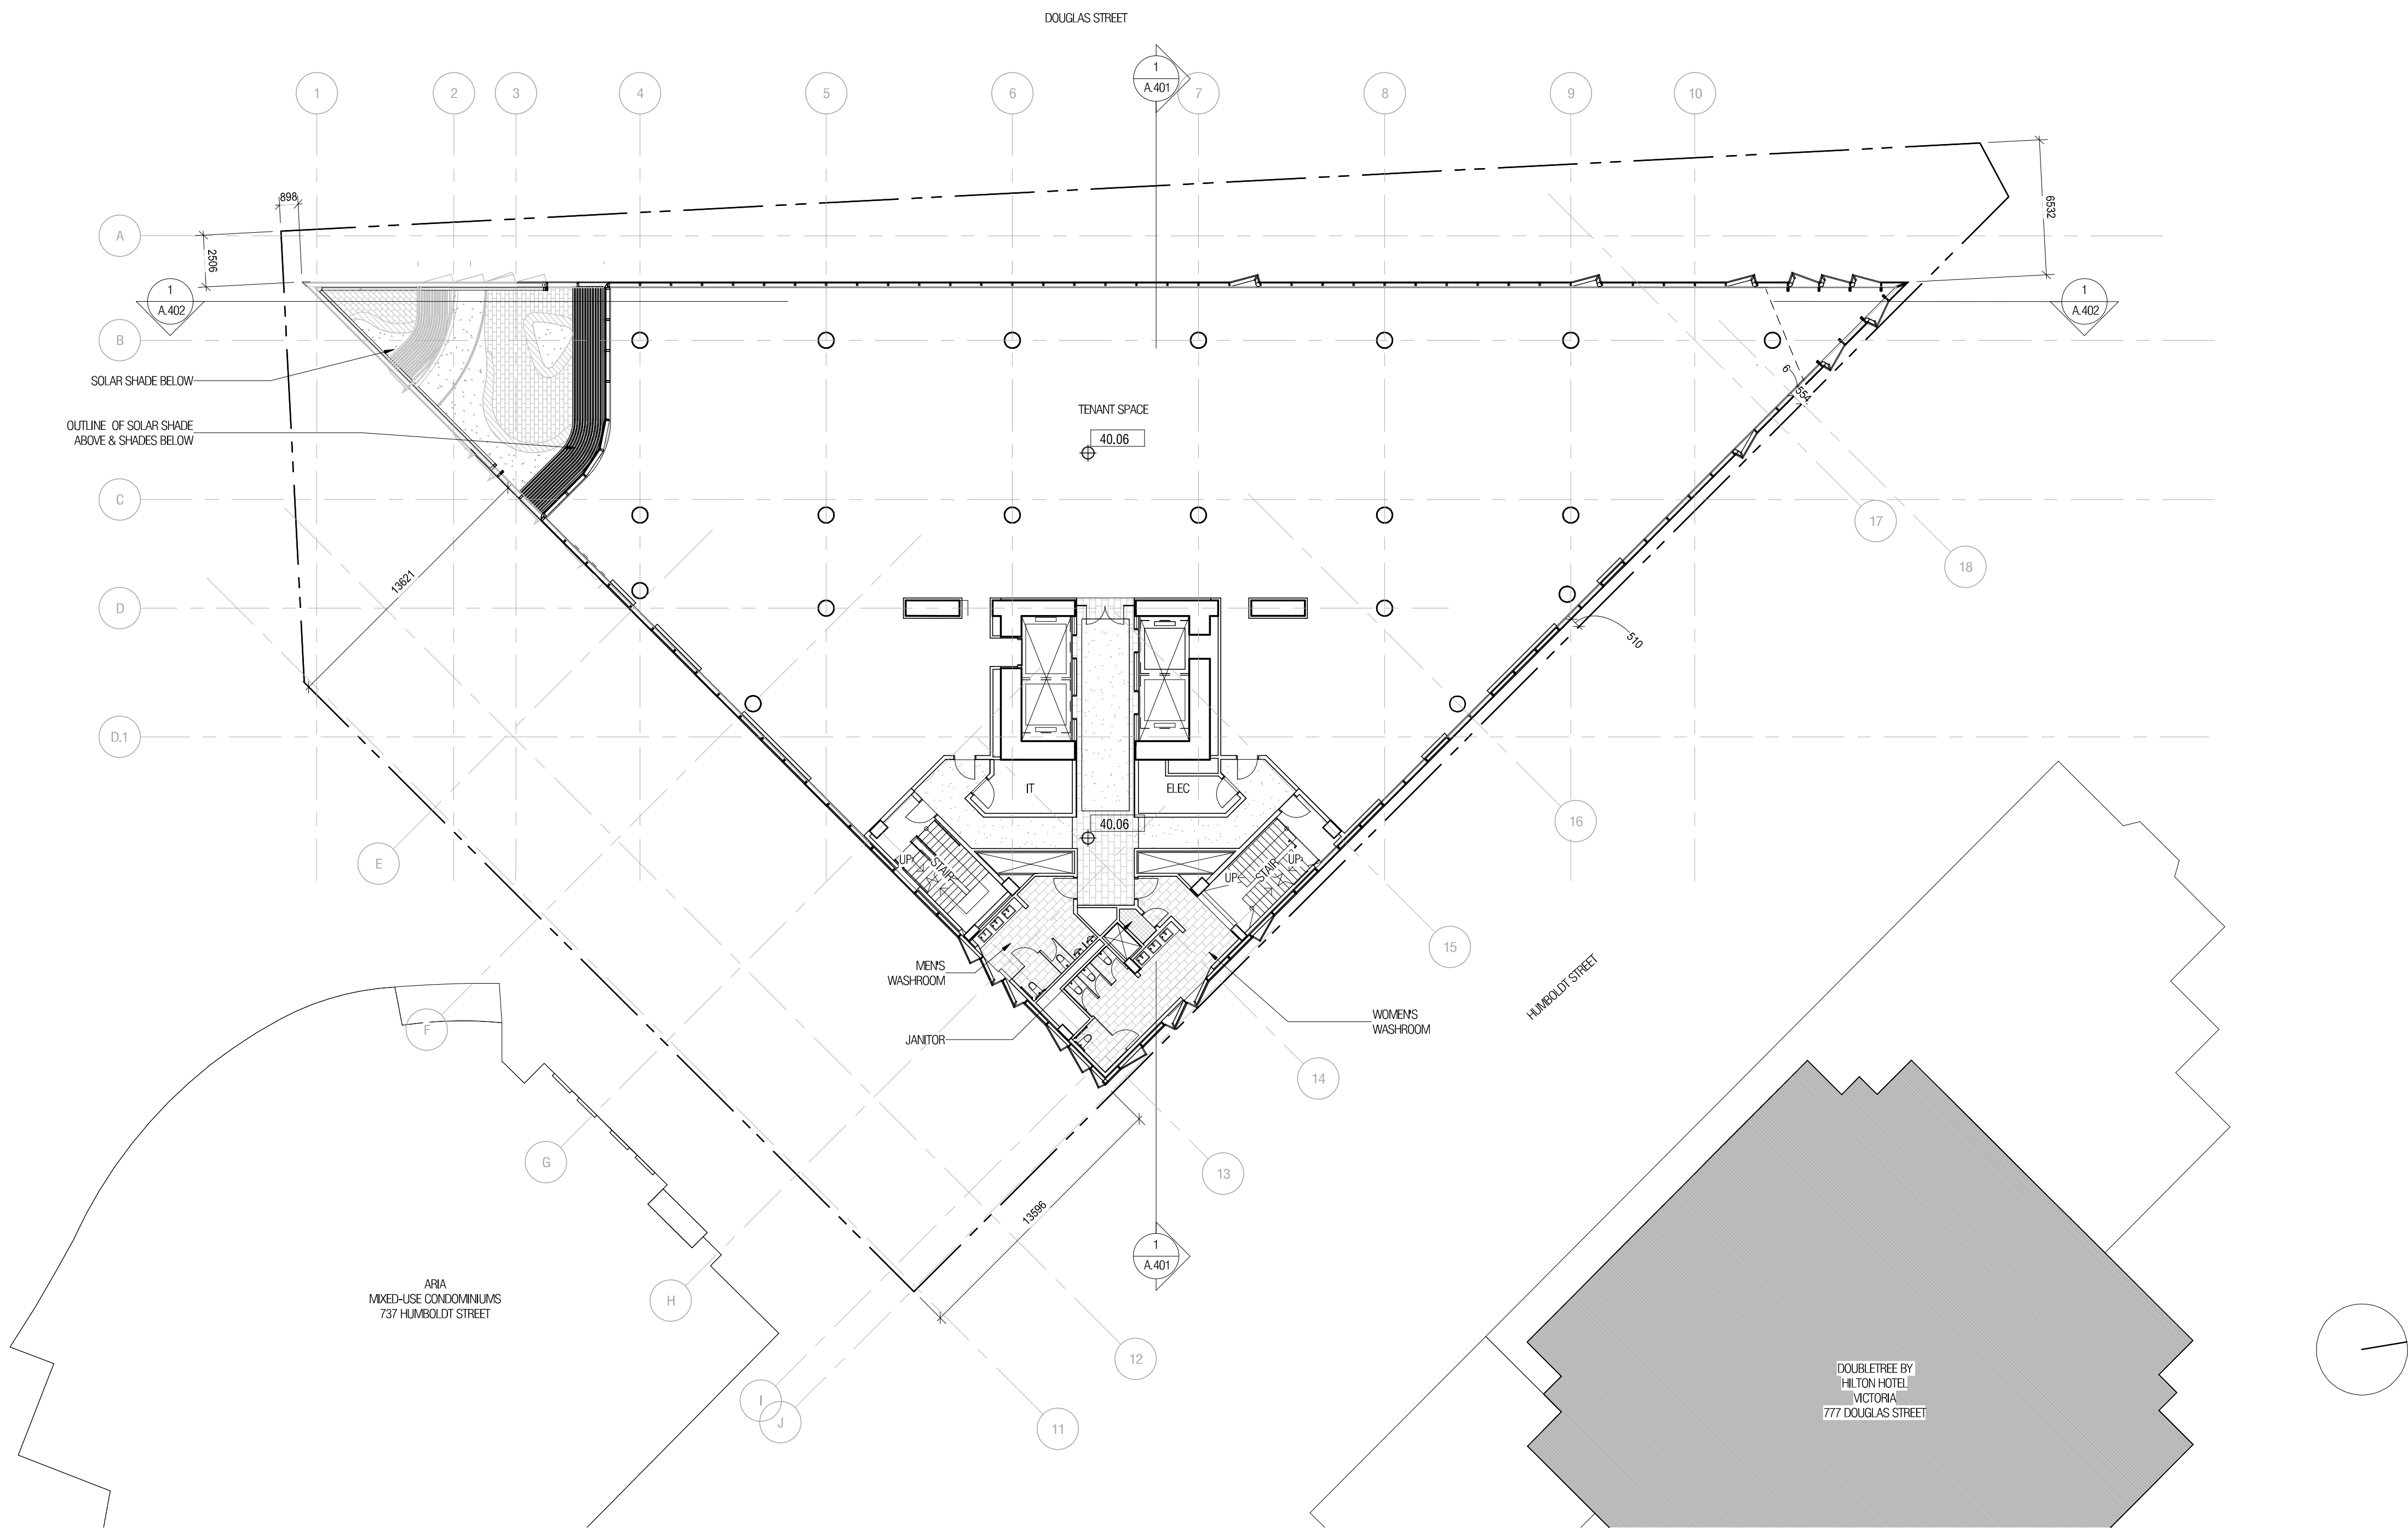 DOUGLAS STREET
1
A.401
1
2
3
4
5
6
7
8
9
10
898
6532
A
2506
1
A.402
1
A.402
B
SOLAR SHADE BELOW
6
554
TENANT SPACE
40.06
OUTLINE OF SOLAR SHADE
ABOVE & SHADES BELOW
C
17
18
13621
D
510
D.1
IT
ELEC
40.06
16
E
UP
STAIR
UP
STAIR
UP
15
MEN'S
WASHROOM
HUMBOLDT STREET
WOMEN'S
WASHROOM
JANITOR
F
14
G
13
13596
1
A.401
ARIA
MIXED-USE CONDOMINIUMS
737 HUMBOLDT STREET
H
12
I
J
11
DOUBLETREE BY
HILTON HOTEL
VICTORIA
777 DOUGLAS STREET